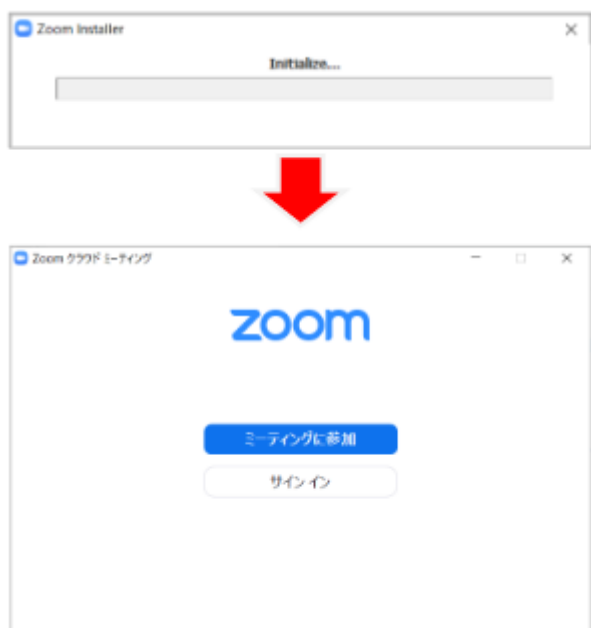 Zoom Installer
Initialize...
Zoom クラウド ミーティング
zoom
ミーティングに参加
サイン イン